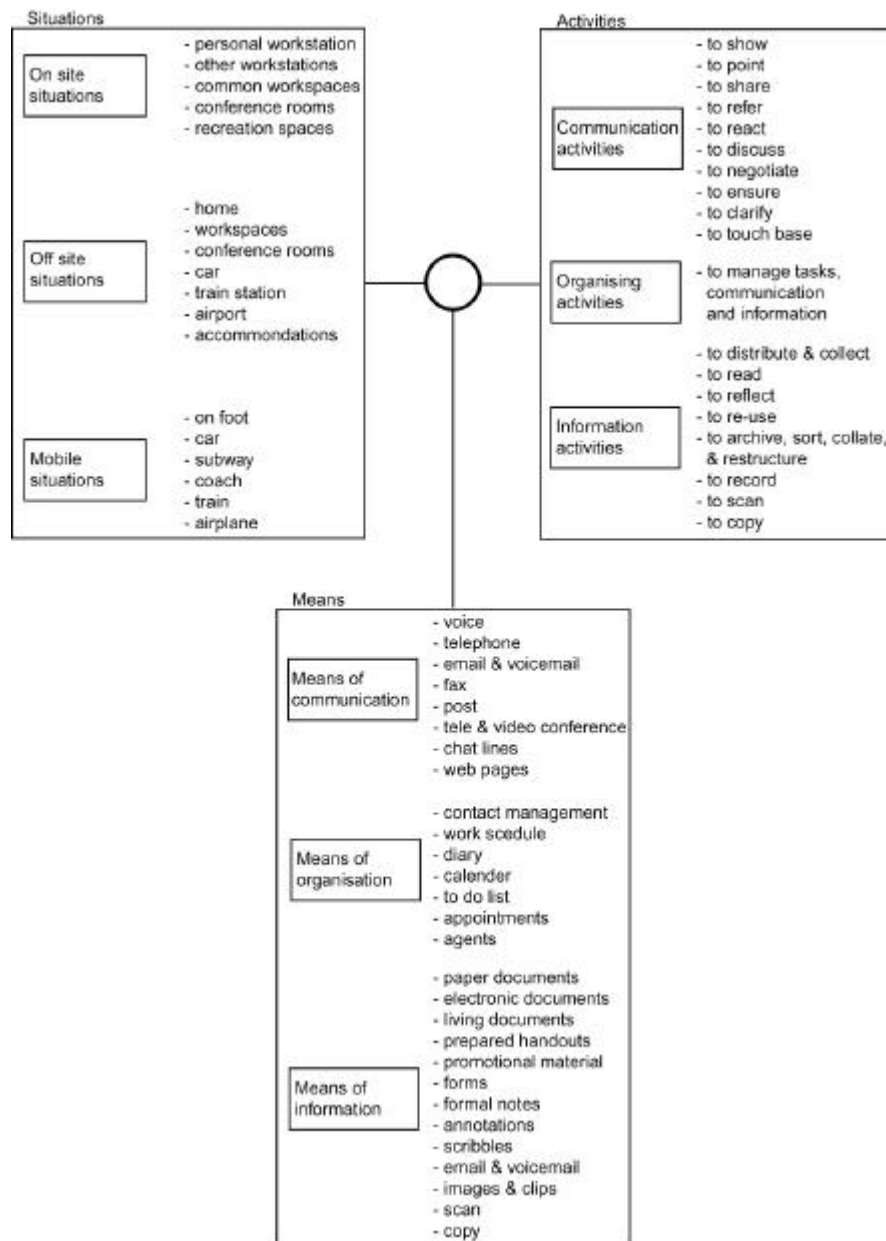 Situations
On site
situations
- personal workstation
- other workstations
- common workspaces
- conference rooms
- recreation spaces
Off site
situations
- home
- workspaces
- conference rooms
- car
- train station
- airport
- accommondations
Mobile
situations
- on foot
- car
- subway
- coach
- train
- airplane
Activities
Communication
activities
- to show
- to point
- to share
- to refer
- to react
- to discuss
- to negotiate
- to ensure
- to clarify
- to touch base
Organising
activities
- to manage tasks,
communication
and information
Information
activities
- to distribute & collect
- to read
- to reflect
- to re-use
- to archive, sort, collate,
& restructure
- to record
- to scan
- to copy
Means
Means of
communication
- voice
- telephone
- email & voicemail
- fax
- post
- tele & video conference
- chat lines
- web pages
Means of
organisation
- contact management
- work scedule
- diary
- calender
- to do list
- appointments
- agents
Means of
information
- paper documents
- electronic documents
- living documents
- prepared handouts
- promotional material
- forms
- formal notes
- annotations
- scribbles
- email & voicemail
- images & clips
- scan
- copy